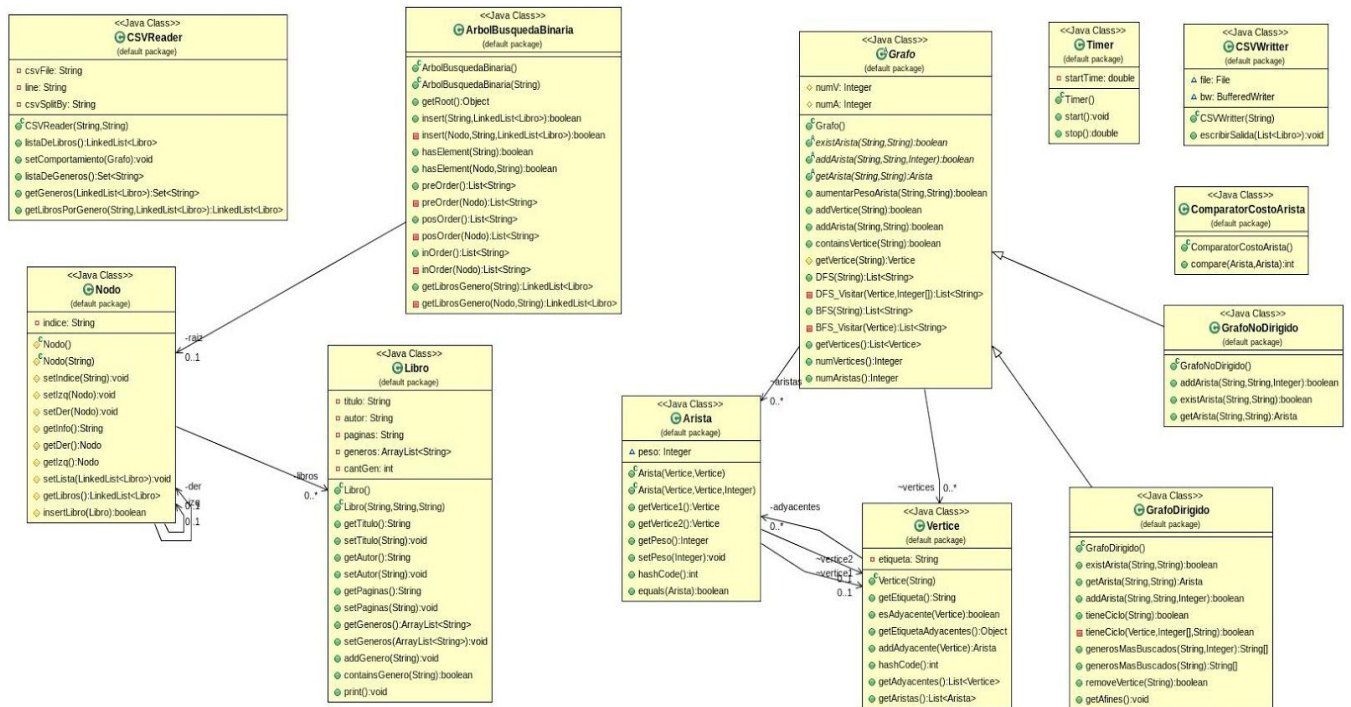 <<Java Class>>
CSVReader
(default package)
csvFile: String
line: String
csvSplitBy: String
CSVReader(String,String)
listaDeLibros():LinkedList<Libro>
setComportamiento(Grafo):void
listaDeGeneros():Set<String>
getGeneros(LinkedList<Libro>):Set<String>
getLibrosPorGenero(String,LinkedList<Libro>):LinkedList<Libro>
<<Java Class>>
ArbolBusquedaBinaria
(default package)
ArbolBusquedaBinaria()
ArbolBusquedaBinaria(String)
getRoot():Object
insert(String,LinkedList<Libro>):boolean
insert(Nodo,String,LinkedList<Libro>):boolean
hasElement(String):boolean
hasElement(Nodo,String):boolean
preOrder():List<String>
preOrder(Nodo):List<String>
posOrder():List<String>
posOrder(Nodo):List<String>
inOrder():List<String>
inOrder(Nodo):List<String>
getLibrosGenero(String):LinkedList<Libro>
getLibrosGenero(Nodo,String):LinkedList<Libro>
<<Java Class>>
Grafo
(default package)
numV: Integer
numA: Integer
Grafo()
existArista(String,String):boolean
addArista(String,String,Integer):boolean
getArista(String,String):Arista
aumentarPesoArista(String,String):boolean
addVertice(String):boolean
addArista(String,String):boolean
containsVertice(String):boolean
getVertice(String):Vertice
DFS(String):List<String>
DFS_Visitar(Vertice,Integer[]):List<String>
BFS(String):List<String>
BFS_Visitar(Vertice):List<String>
getVertices():List<Vertice>
numVertices():Integer
numAristas():Integer
<<Java Class>>
Timer
(default package)
startTime: double
Timer()
start():void
stop():double
<<Java Class>>
CSVWritter
(default package)
file: File
bw: BufferedWriter
CSVWritter(String)
escribirSalida(List<Libro>):void
<<Java Class>>
ComparatorCostoArista
(default package)
ComparatorCostoArista()
compare(Arista,Arista):int
<<Java Class>>
GrafoNoDirigido
(default package)
GrafoNoDirigido()
addArista(String,String,Integer):boolean
existArista(String,String):boolean
getArista(String,String):Arista
<<Java Class>>
Nodo
(default package)
indice: String
Nodo()
Nodo(String)
setIndice(String):void
setIzq(Nodo):void
setDer(Nodo):void
getInfo():String
getDer():Nodo
getIzq():Nodo
setLista(LinkedList<Libro>):void
getLibros():LinkedList<Libro>
insertLibro(Libro):boolean
-raiz
0..1
-der
0..1
-libros
0..*
<<Java Class>>
Libro
(default package)
titulo: String
autor: String
paginas: String
generos: ArrayList<String>
cantGen: int
Libro()
Libro(String,String,String)
getTitulo():String
setTitulo(String):void
getAutor():String
setAutor(String):void
getPaginas():String
setPaginas(String):void
getGeneros():ArrayList<String>
setGeneros(ArrayList<String>):void
addGenero(String):void
containsGenero(String):boolean
print():void
~aristas
0..*
<<Java Class>>
Arista
(default package)
peso: Integer
Arista(Vertice,Vertice)
Arista(Vertice,Vertice,Integer)
getVertice1():Vertice
getVertice2():Vertice
getPeso():Integer
setPeso(Integer):void
hashCode():int
equals(Arista):boolean
~vertices 0..*
-adyacentes
0..*
~vertice2
~vertice1
0..1
<<Java Class>>
Vertice
(default package)
etiqueta: String
Vertice(String)
getEtiqueta():String
esAdyacente(Vertice):boolean
getEtiquetaAdyacentes():Object
addAdyacente(Vertice):Arista
hashCode():int
getAdyacentes():List<Vertice>
getAristas():List<Arista>
<<Java Class>>
GrafoDirigido
(default package)
GrafoDirigido()
existArista(String,String):boolean
getArista(String,String):Arista
addArista(String,String,Integer):boolean
tieneCiclo(String):boolean
tieneCiclo(Vertice,Integer[],String):boolean
generosMasBuscados(String,Integer):String[]
generosMasBuscados(String):String[]
removeVertice(String):boolean
getAfines():void